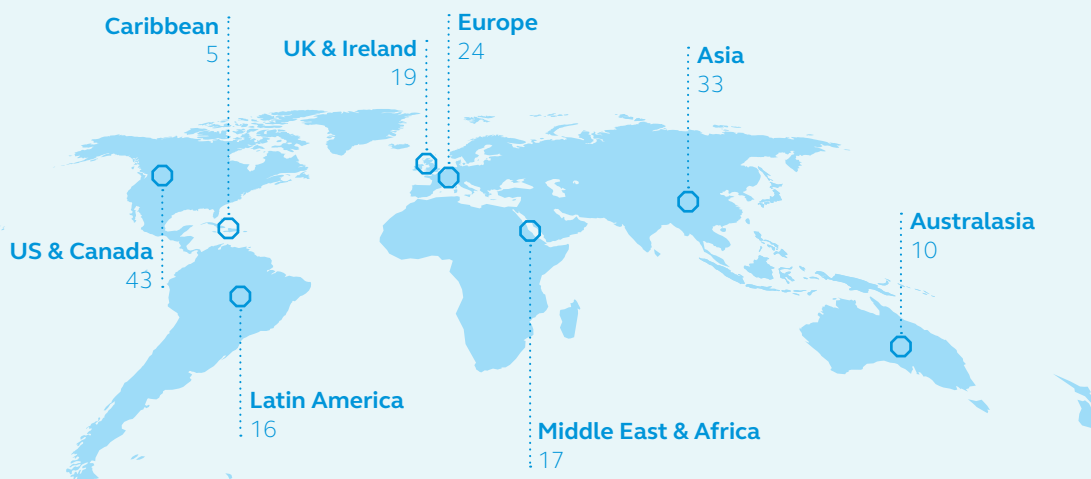 Caribbean
5
UK & Ireland
19
Europe
24
Asia
33
US & Canada
43
Australasia
10
Latin America
16
Middle East & Africa
17